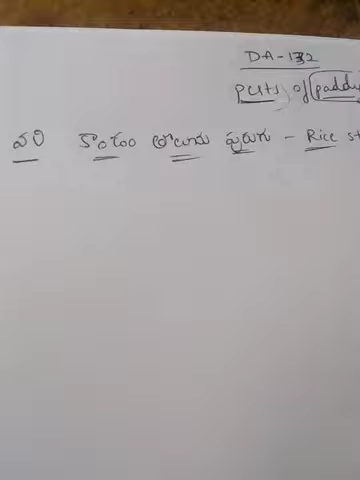 DA-132
pests of paddy
వరి కాండం తొలుచు పురుగు - Rice st